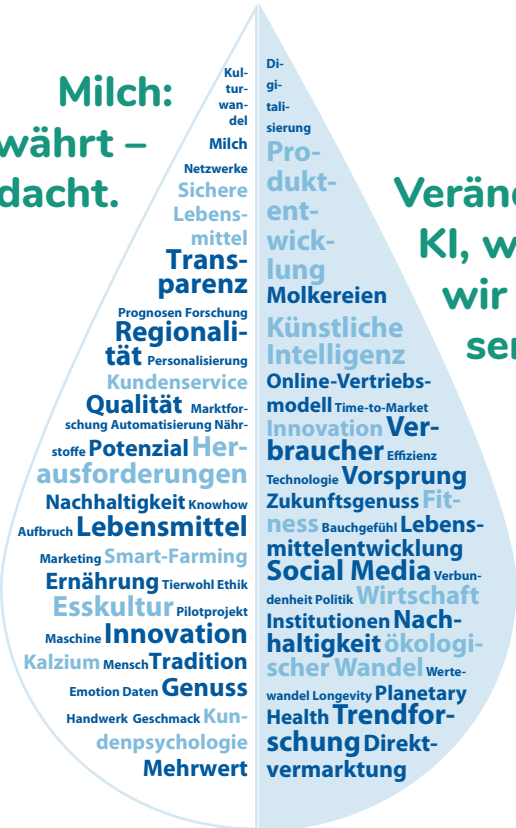 Milch:
währt –
dacht.
Kul-
tur-
wan-
del
Milch
Netzwerke
Sichere
Lebens-
mittel
Trans-
parenz
Prognosen Forschung
Regionali-
tät Personalisierung
Kundenservice
Qualität Marktfor-
schung Automatisierung Nähr-
stoffe Potenzial Her-
ausforderungen
Nachhaltigkeit Knowhow
Aufbruch Lebensmittel
Marketing Smart-Farming
Ernährung Tierwohl Ethik
Esskultur Pilotprojekt
Maschine Innovation
Kalzium Mensch Tradition
Emotion Daten Genuss
Handwerk Geschmack Kun-
denpsychologie
Mehrwert
Di-
gi-
tali-
sierung
Pro-
dukt-
ent-
wick-
lung
Molkereien
Künstliche
Intelligenz
Online-Vertriebs-
modell Time-to-Market
Innovation Ver-
braucher Effizienz
Technologie Vorsprung
Zukunftsgenuss Fit-
ness Bauchgefühl Lebens-
mittelentwicklung
Social Media Verbun-
denheit Politik Wirtschaft
Institutionen Nach-
haltigkeit ökologi-
scher Wandel Werte-
wandel Longevity Planetary
Health Trendfor-
schung Direkt-
vermarktung
Veränd
KI, w
wir
ser